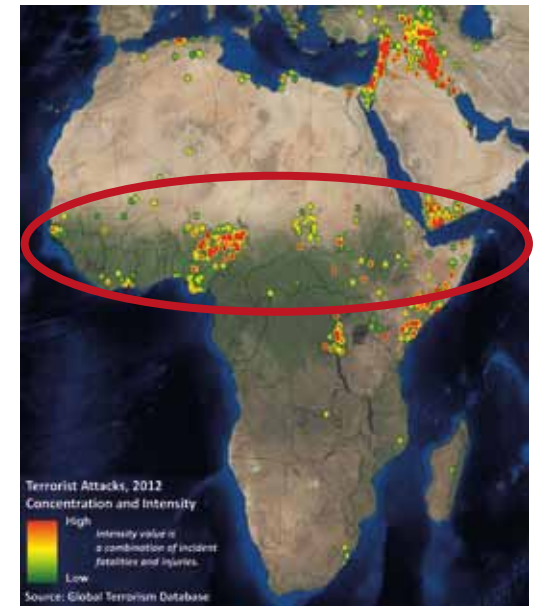 Terrorist Attacks, 2012
Concentration and Intensity
High
Intensity value is
a combination of incident
fatalities and injuries.
Low
Source: Global Terrorism Database